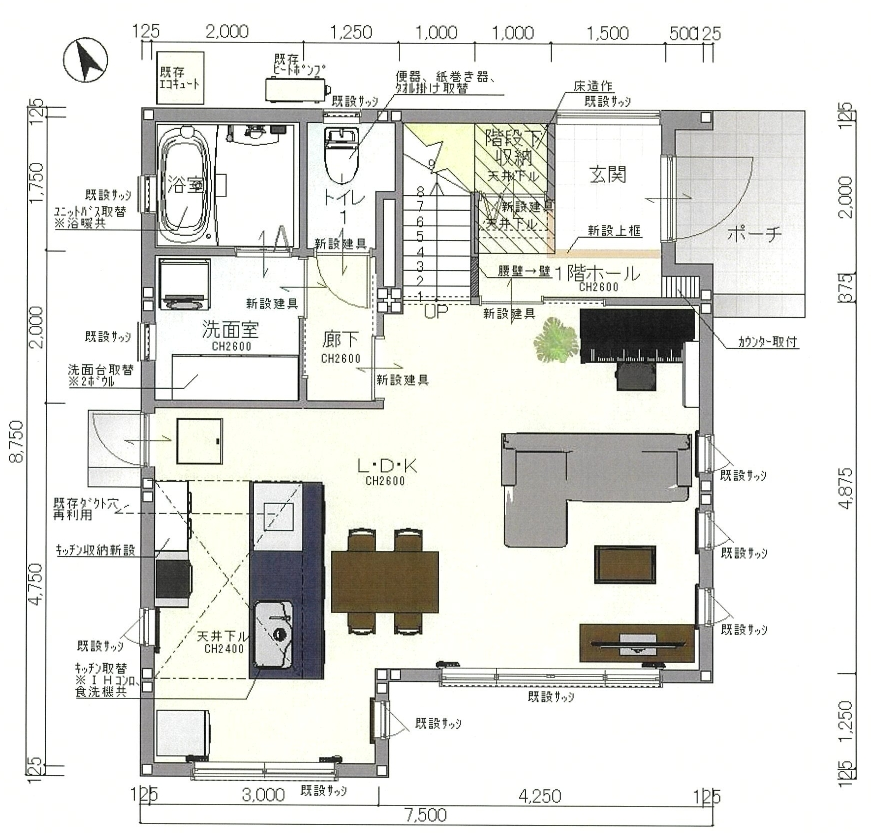 125
2,000
1,250
1,000
1,000
1,500
500
125
既存
エコキュート
既存
ヒートポンプ
既設サッシ
便器、紙巻き器、
タオル掛け取替
床造作
既設サッシ
125
1,750
2,000
8,750
4,750
125
125
2,000
375
4,875
1,250
125
浴室
既設サッシ
ユニットバス取替
※浴暖共
トイレ
1
新設建具
9
8
7
6
5
4
3
2
1
UP
階段下
収納
天井下ル
新設建具
天井下ル
玄関
ポーチ
新設上框
腰壁→壁
1階ホール
CH2600
新設建具
カウンター取付
新設建具
洗面室
CH2600
廊下
CH2600
新設建具
既設サッシ
洗面台取替
※2ボウル
L・D・K
CH2600
既設サッシ
既設サッシ
既設サッシ
既存ダクト穴
再利用
キッチン収納新設
天井下ル
CH2400
既設サッシ
キッチン取替
※ＩＨコンロ、
食洗機共
既設サッシ
既設サッシ
既設サッシ
125
3,000
4,250
125
7,500